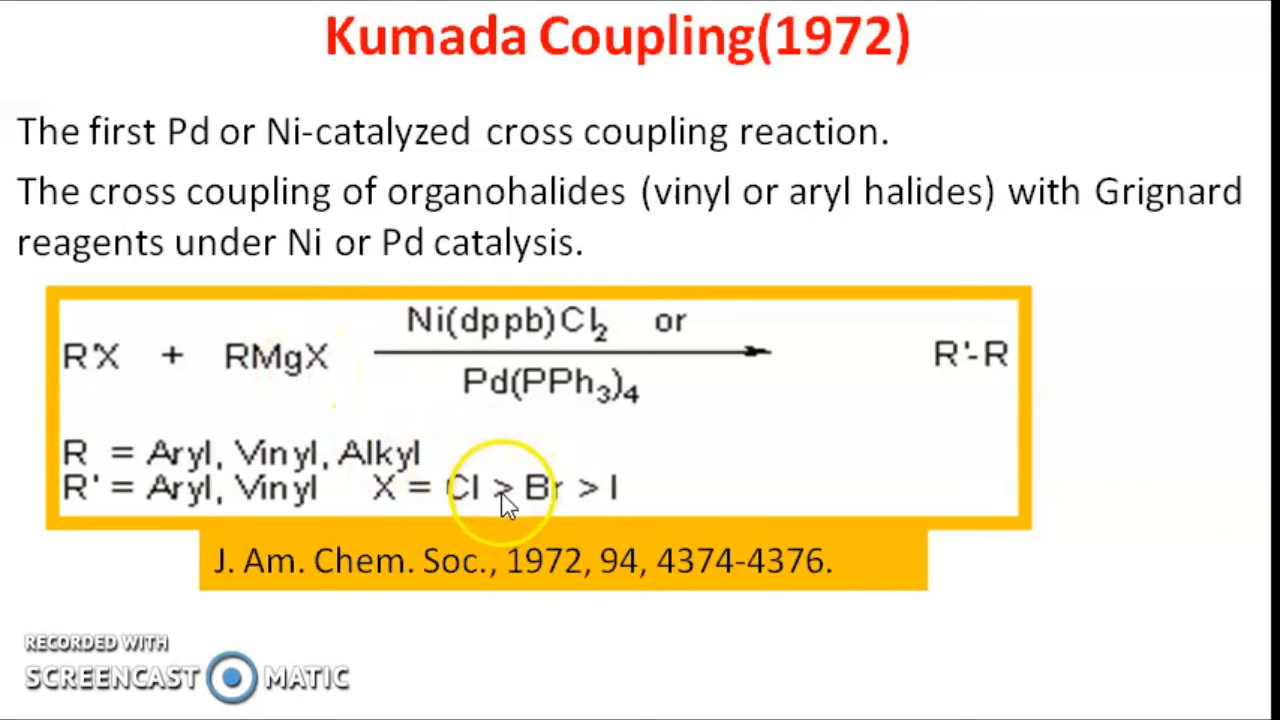 Kumada Coupling(1972)
The first Pd or Ni-catalyzed cross coupling reaction.
The cross coupling of organohalides (vinyl or aryl halides) with Grignard
reagents under Ni or Pd catalysis.
Ni(dppb)Cl₂ or
R'X + RMgX R'-R
Pd(PPh₃)₄
R = Aryl, Vinyl, Alkyl
R' = Aryl, Vinyl X = Cl > Br > I
J. Am. Chem. Soc., 1972, 94, 4374-4376.
RECORDED WITH
SCREENCAST MATIC